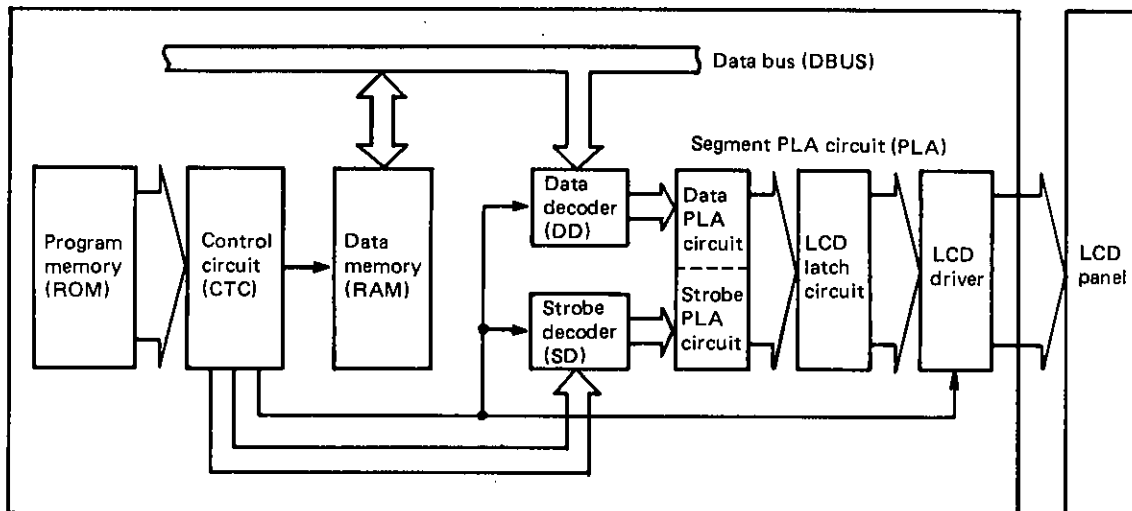 Data bus (DBUS)
Segment PLA circuit (PLA)
Program
memory
(ROM)
Control
circuit
(CTC)
Data
memory
(RAM)
Data
decoder
(DD)
Strobe
decoder
(SD)
Data
PLA
circuit
Strobe
PLA
circuit
LCD
latch
circuit
LCD
driver
LCD
panel